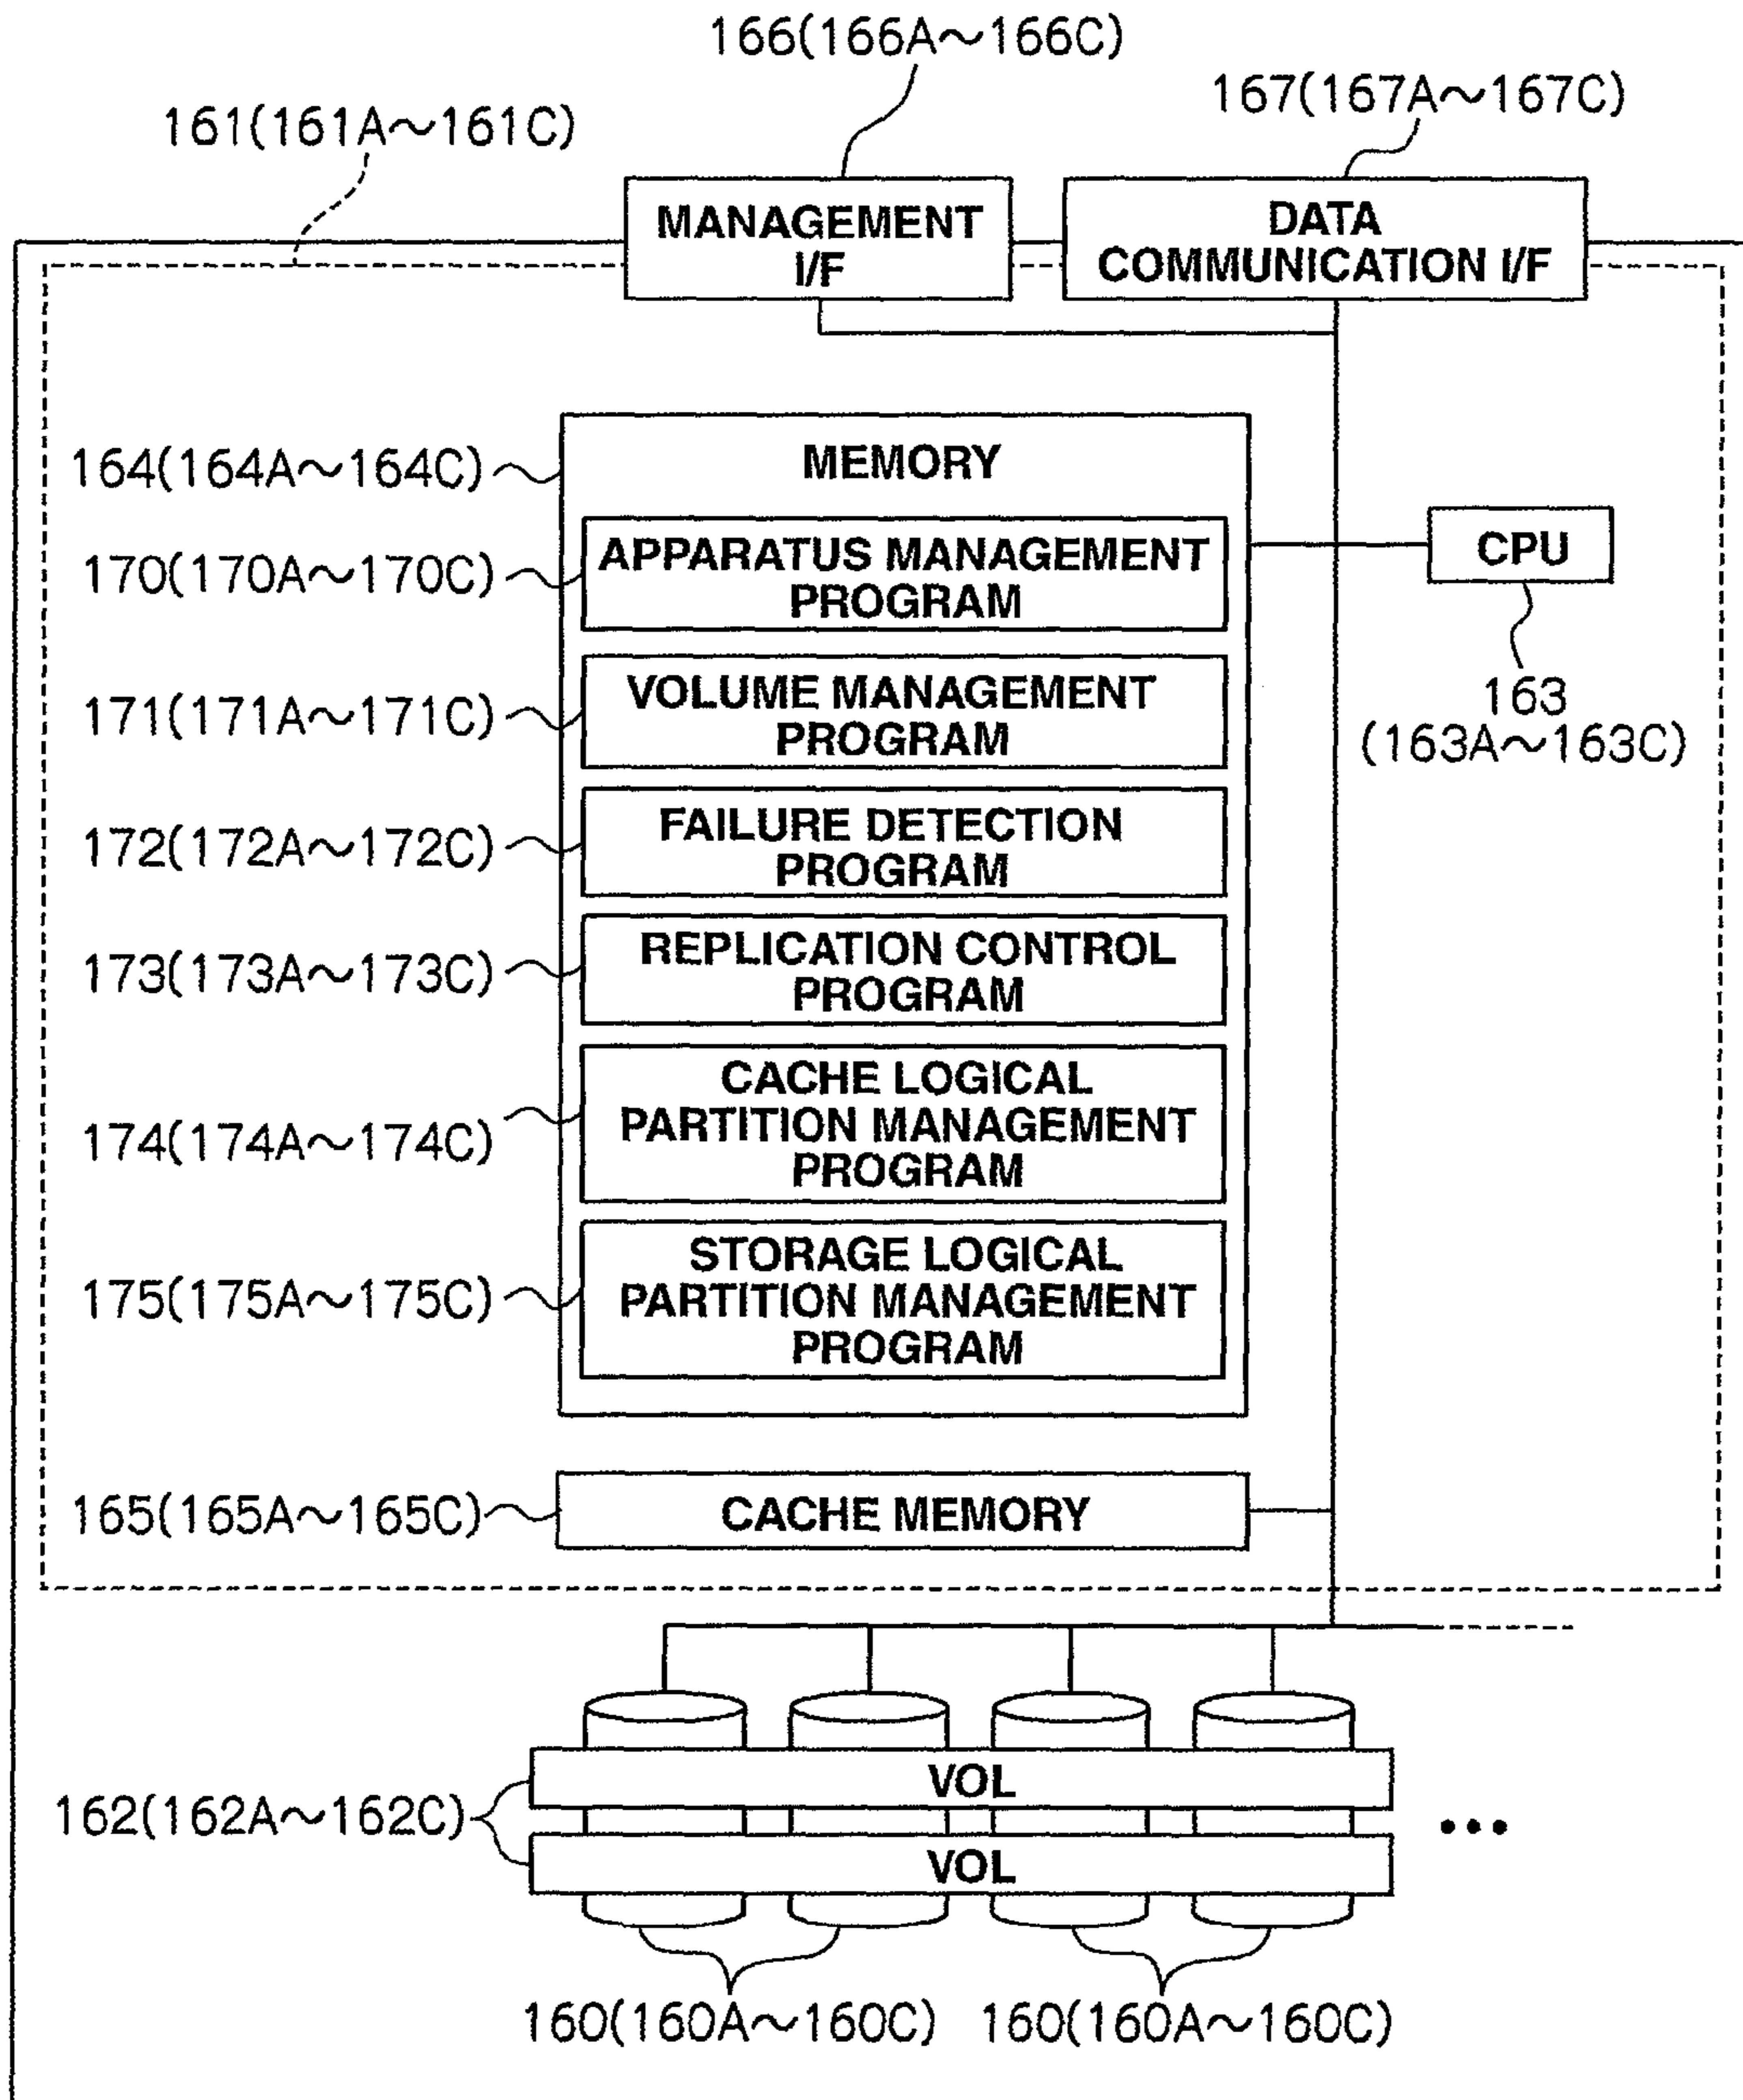 166(166A~166C)
167(167A~167C)
161(161A~161C)
MANAGEMENT
I/F
DATA
COMMUNICATION I/F
164(164A~164C)
MEMORY
170(170A~170C)
APPARATUS MANAGEMENT
PROGRAM
CPU
163
(163A~163C)
171(171A~171C)
VOLUME MANAGEMENT
PROGRAM
172(172A~172C)
FAILURE DETECTION
PROGRAM
173(173A~173C)
REPLICATION CONTROL
PROGRAM
174(174A~174C)
CACHE LOGICAL
PARTITION MANAGEMENT
PROGRAM
175(175A~175C)
STORAGE LOGICAL
PARTITION MANAGEMENT
PROGRAM
165(165A~165C)
CACHE MEMORY
162(162A~162C)
VOL
VOL
•••
160(160A~160C) 160(160A~160C)